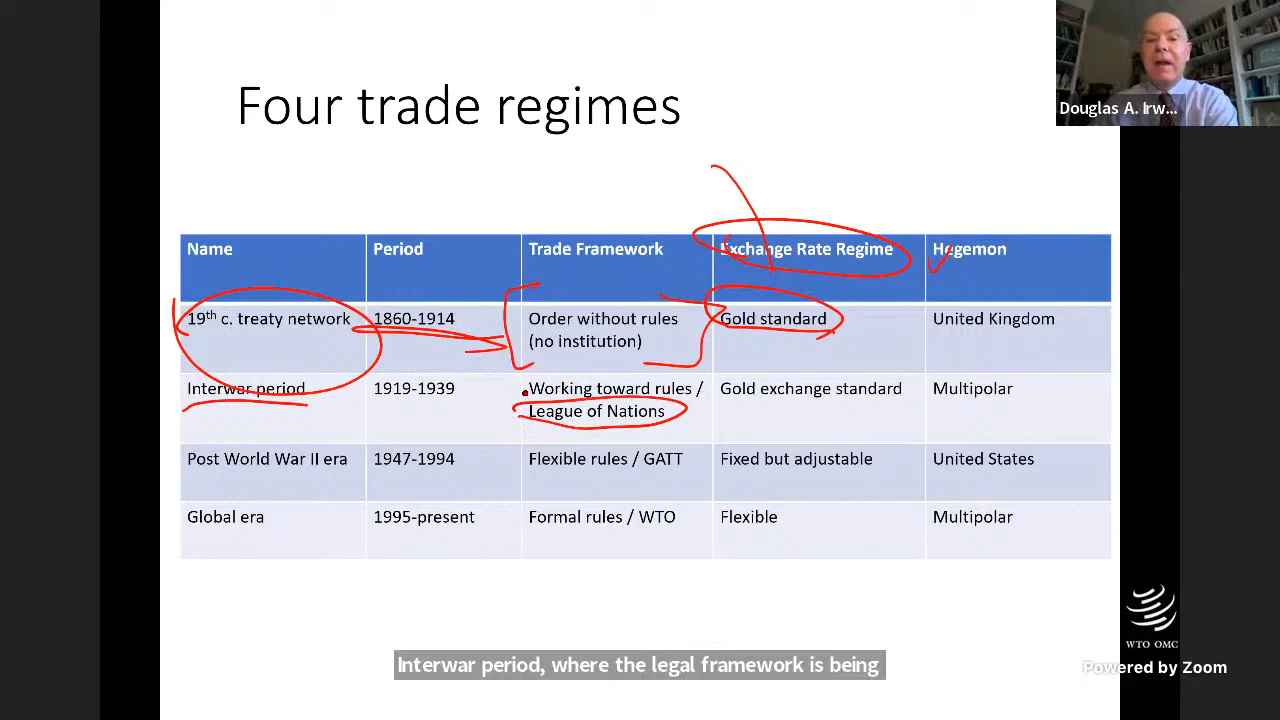 Four trade regimes
Douglas A. Irw...
Name Period Trade Framework Exchange Rate Regime Hegemon
19th c. treaty network 1860-1914 Order without rules Gold standard United Kingdom
(no institution)
Interwar period 1919-1939 Working toward rules / Gold exchange standard Multipolar
League of Nations
Post World War II era 1947-1994 Flexible rules / GATT Fixed but adjustable United States
Global era 1995-present Formal rules / WTO Flexible Multipolar
WTO OMC
Interwar period, where the legal framework is being
Powered by Zoom